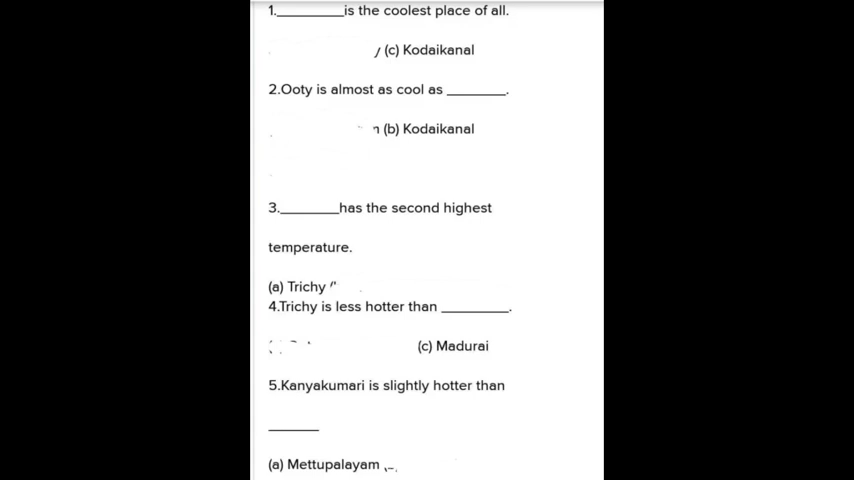 1.________is the coolest place of all.
(c) Kodaikanal
2.Ooty is almost as cool as _______.
(b) Kodaikanal
3._______has the second highest
temperature.
(a) Trichy
4.Trichy is less hotter than ________.
(c) Madurai
5.Kanyakumari is slightly hotter than
______
(a) Mettupalayam